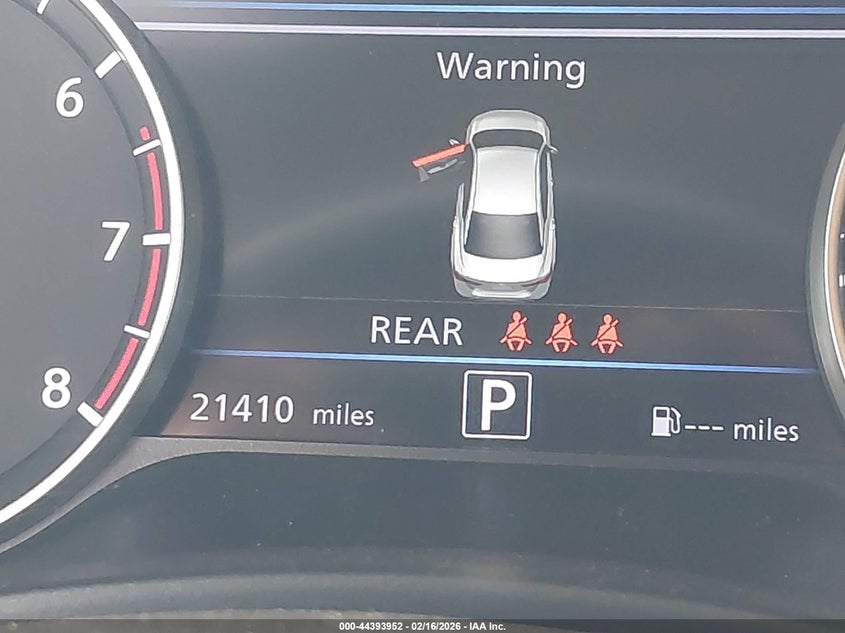 Warning
6
7
REAR
8
21410 miles
P
--- miles
000-44393952 - 02/16/2026 - IAA Inc.